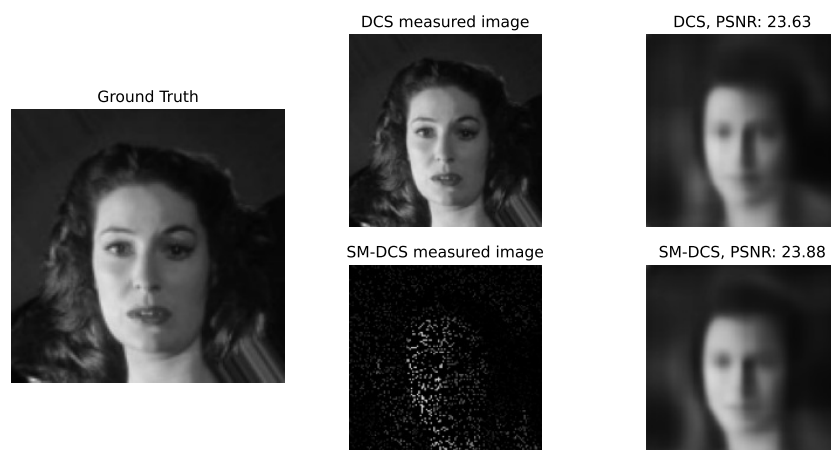 Ground Truth
DCS measured image
DCS, PSNR: 23.63
SM-DCS measured image
SM-DCS, PSNR: 23.88